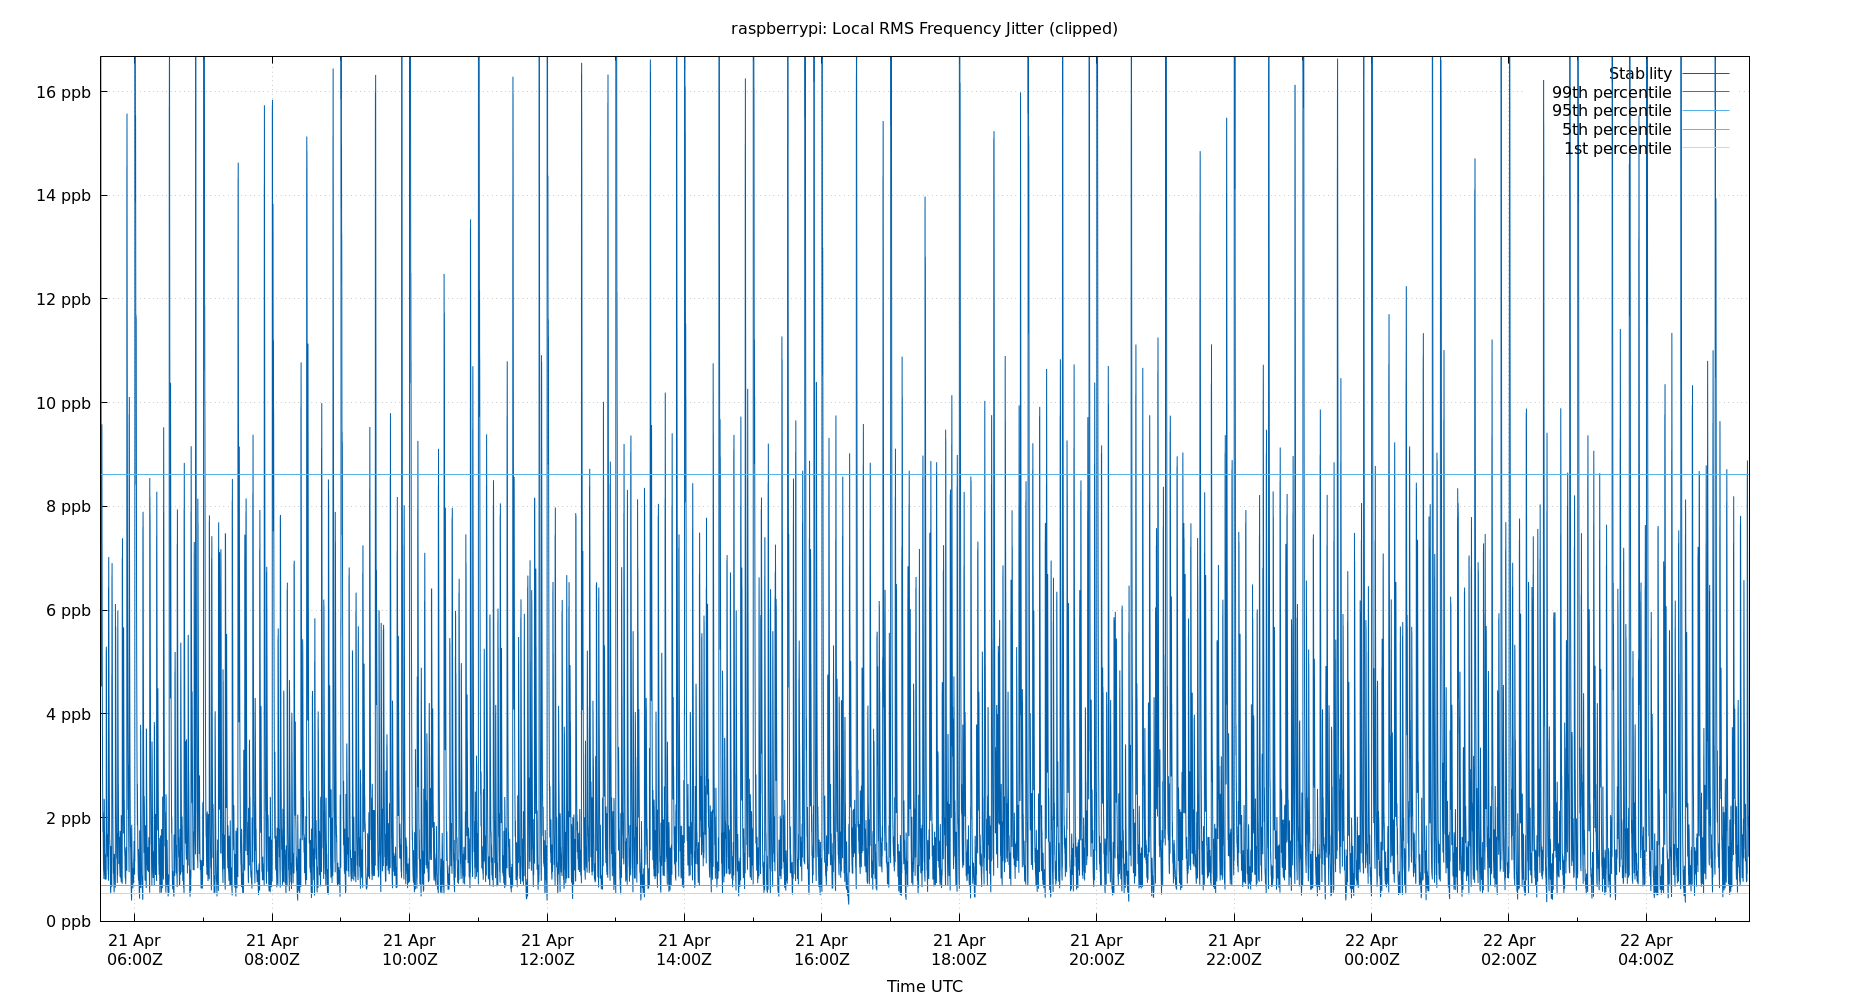 raspberrypi: Local RMS Frequency Jitter (clipped)
16 ppb
14 ppb
12 ppb
10 ppb
8 ppb
6 ppb
4 ppb
2 ppb
0 ppb
Stability
99th percentile
95th percentile
5th percentile
1st percentile
21 Apr 21 Apr 21 Apr 21 Apr 21 Apr 21 Apr 21 Apr 21 Apr 21 Apr 22 Apr 22 Apr 22 Apr
06:00Z 08:00Z 10:00Z 12:00Z 14:00Z 16:00Z 18:00Z 20:00Z 22:00Z 00:00Z 02:00Z 04:00Z
Time UTC